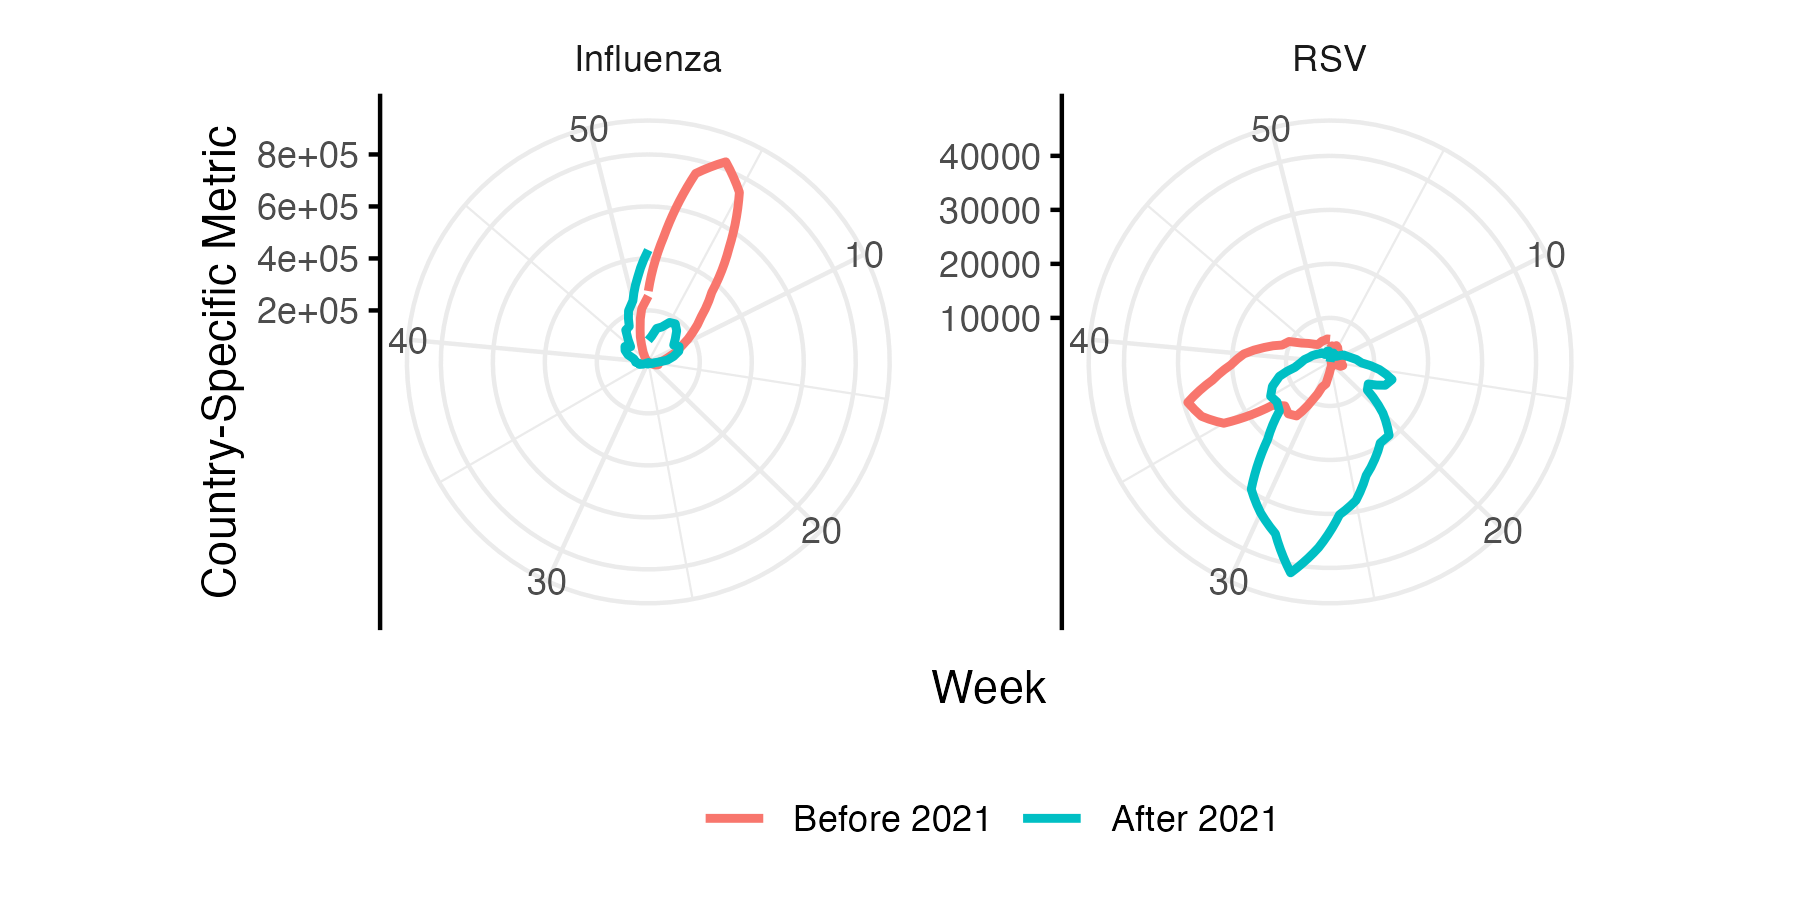 Influenza
RSV
Country-Specific Metric
8e+05
6e+05
4e+05
2e+05
50
10
40
20
30
40000
30000
20000
10000
50
10
40
20
30
Week
Before 2021
After 2021